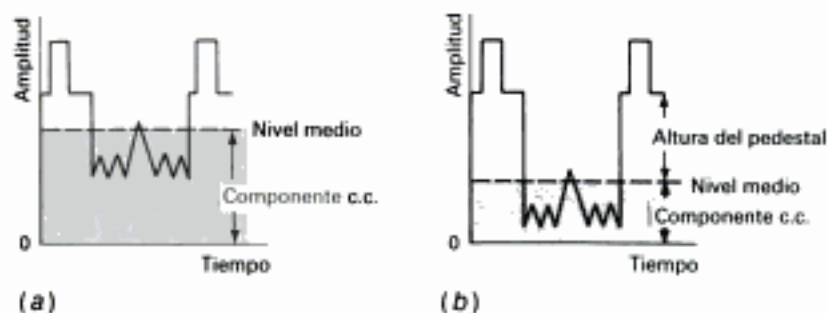 Amplitud
Nivel medio
Componente c.c.
0
Tiempo
(a)
Amplitud
Altura del pedestal
Nivel medio
Componente c.c.
0
Tiempo
(b)